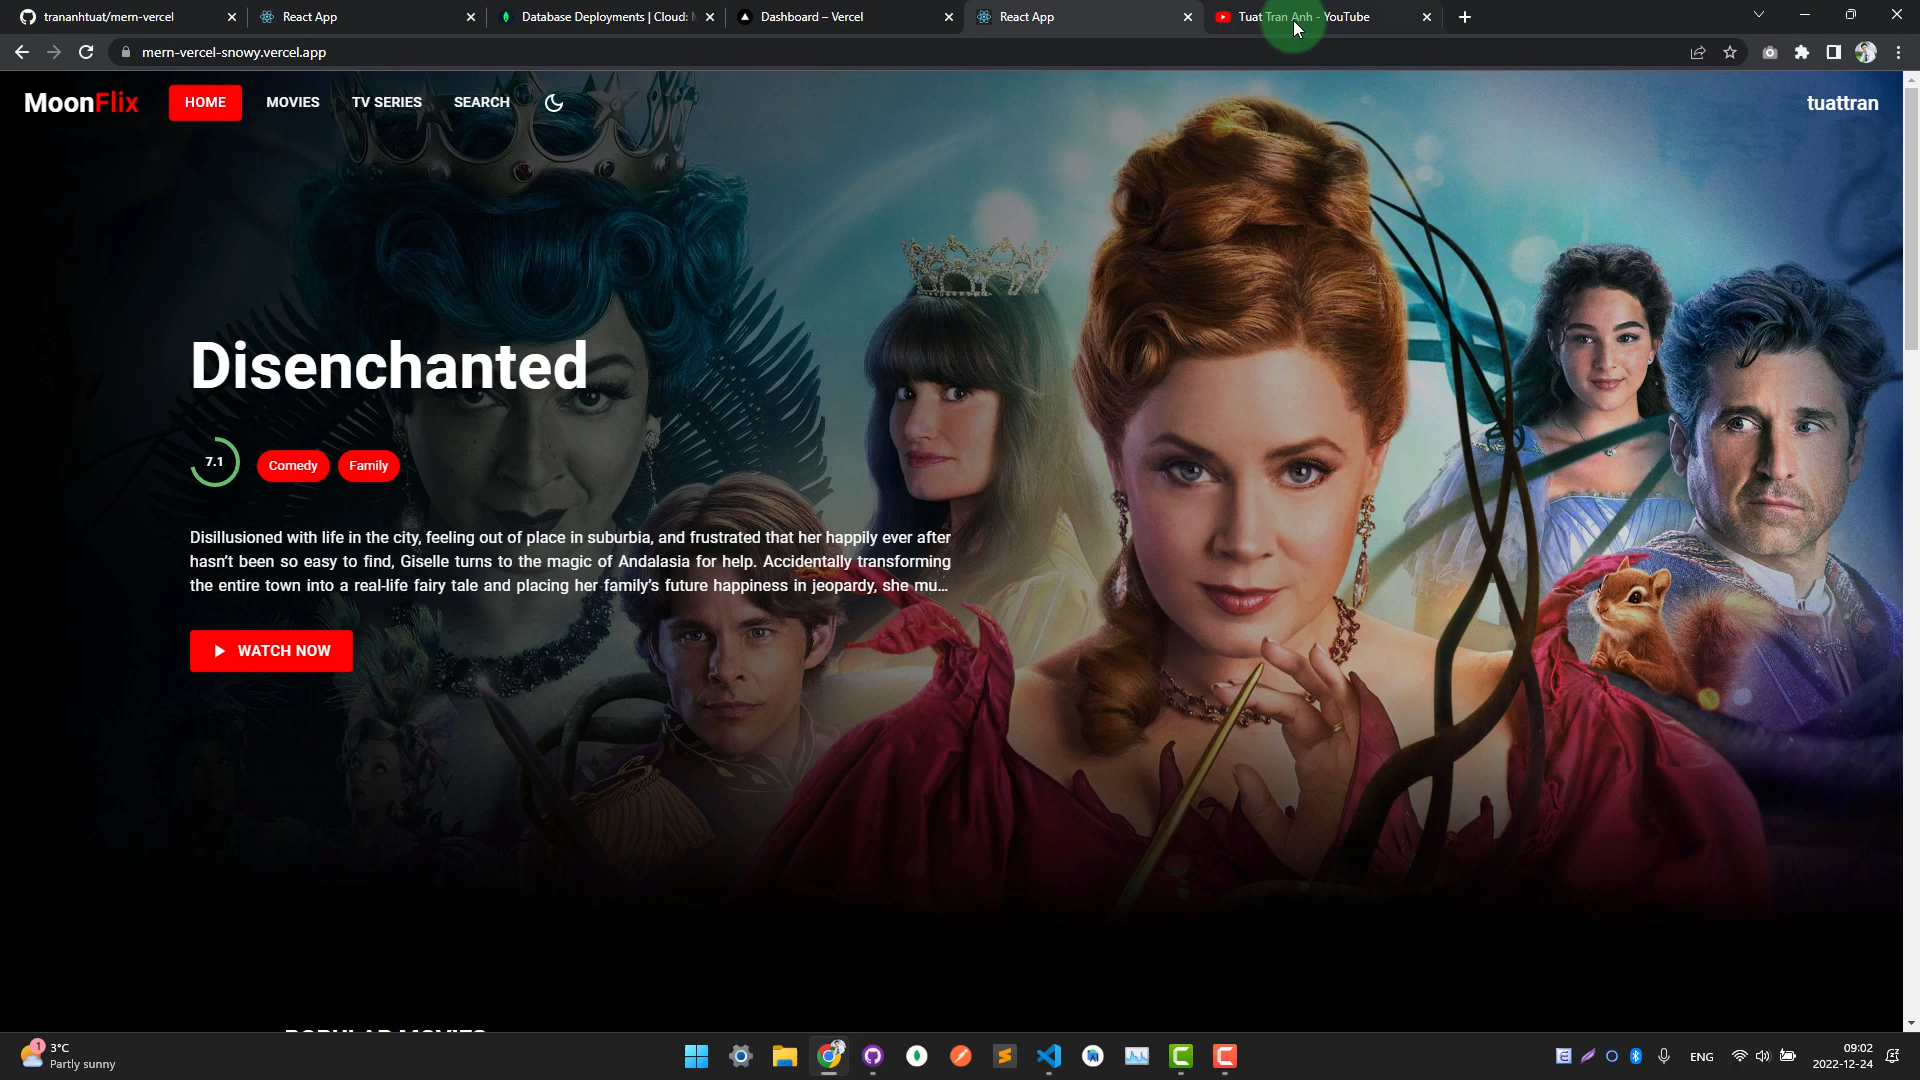 trananhtuat/mern-vercel
React App
Database Deployments | Cloud:
Dashboard – Vercel
React App
Tuat Tran Anh - YouTube
mern-vercel-snowy.vercel.app
MoonFlix
HOME
MOVIES
TV SERIES
SEARCH
tuattran
Disenchanted
7.1
Comedy
Family
Disillusioned with life in the city, feeling out of place in suburbia, and frustrated that her happily ever after
hasn't been so easy to find, Giselle turns to the magic of Andalasia for help. Accidentally transforming
the entire town into a real-life fairy tale and placing her family's future happiness in jeopardy, she mu...
WATCH NOW
POPULAR MOVIES
1
3°C
Partly sunny
ENG
09:02
2022-12-24